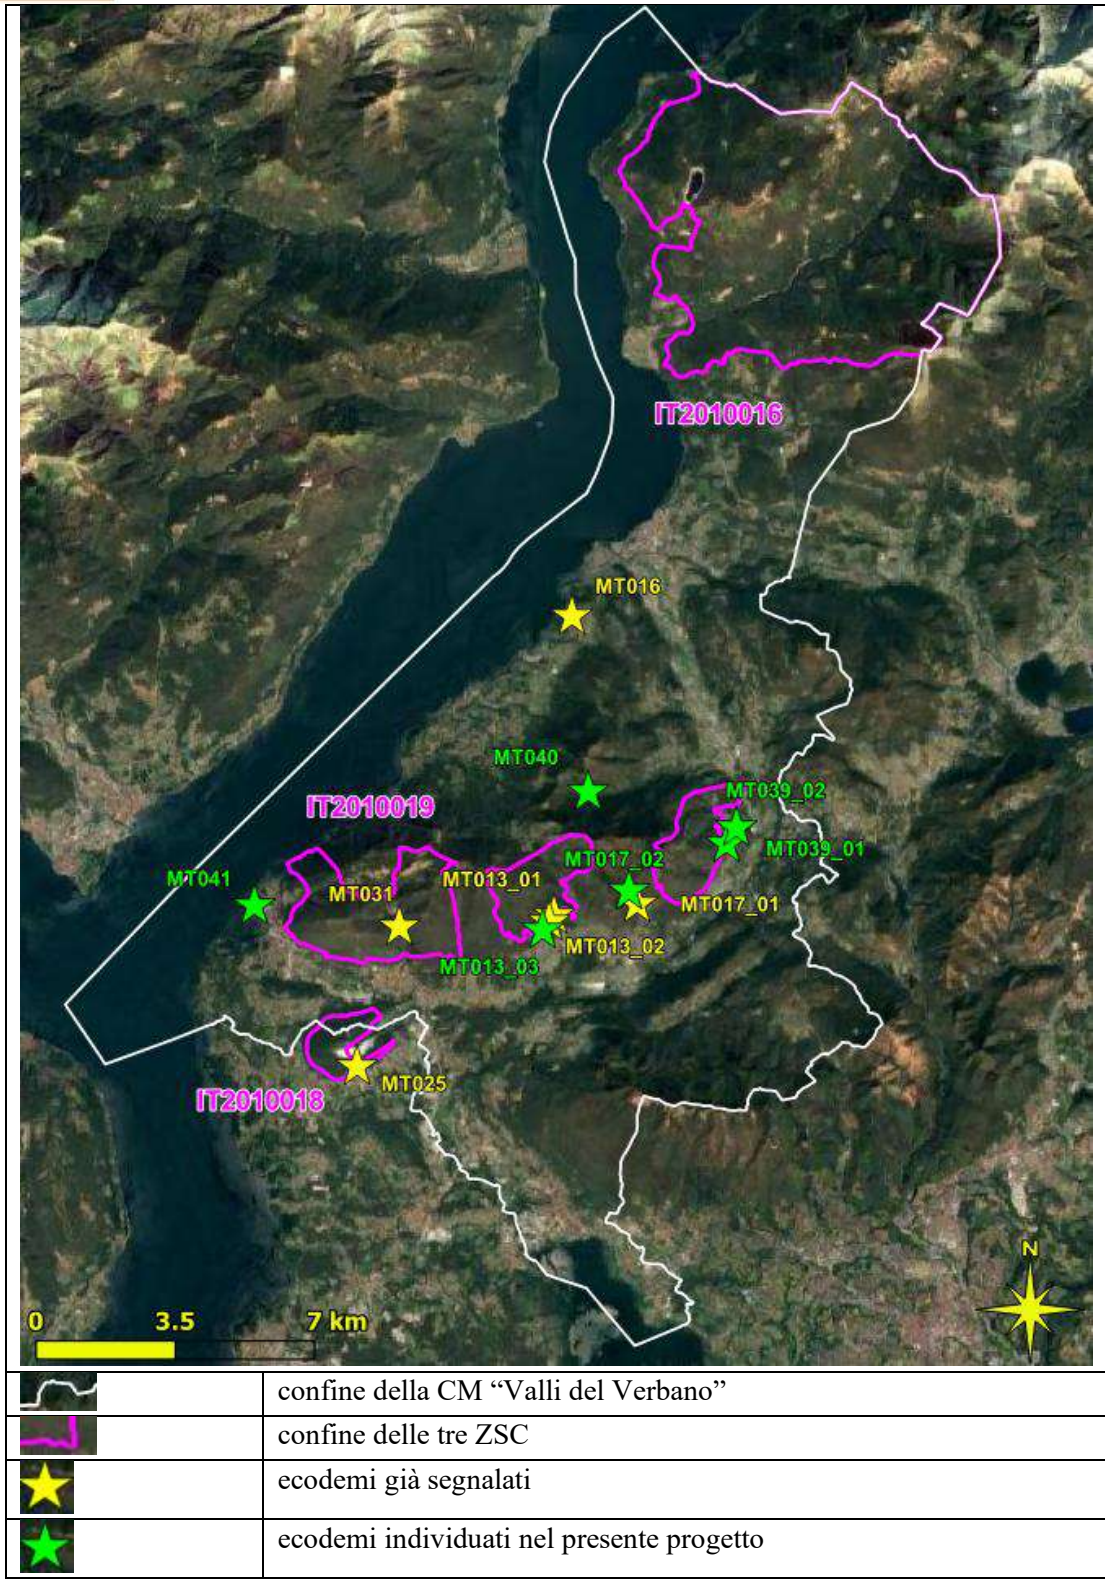 IT2010016
MT016
MT040
MT039_02
IT2010019
MT039_01
MT017_02
MT041
MT013_01
MT031
MT017_01
MT013_02
MT013_03
MT025
IT2010018
N
0 3.5 7 km
confine della CM “Valli del Verbano”
confine delle tre ZSC
ecodemi già segnalati
ecodemi individuati nel presente progetto